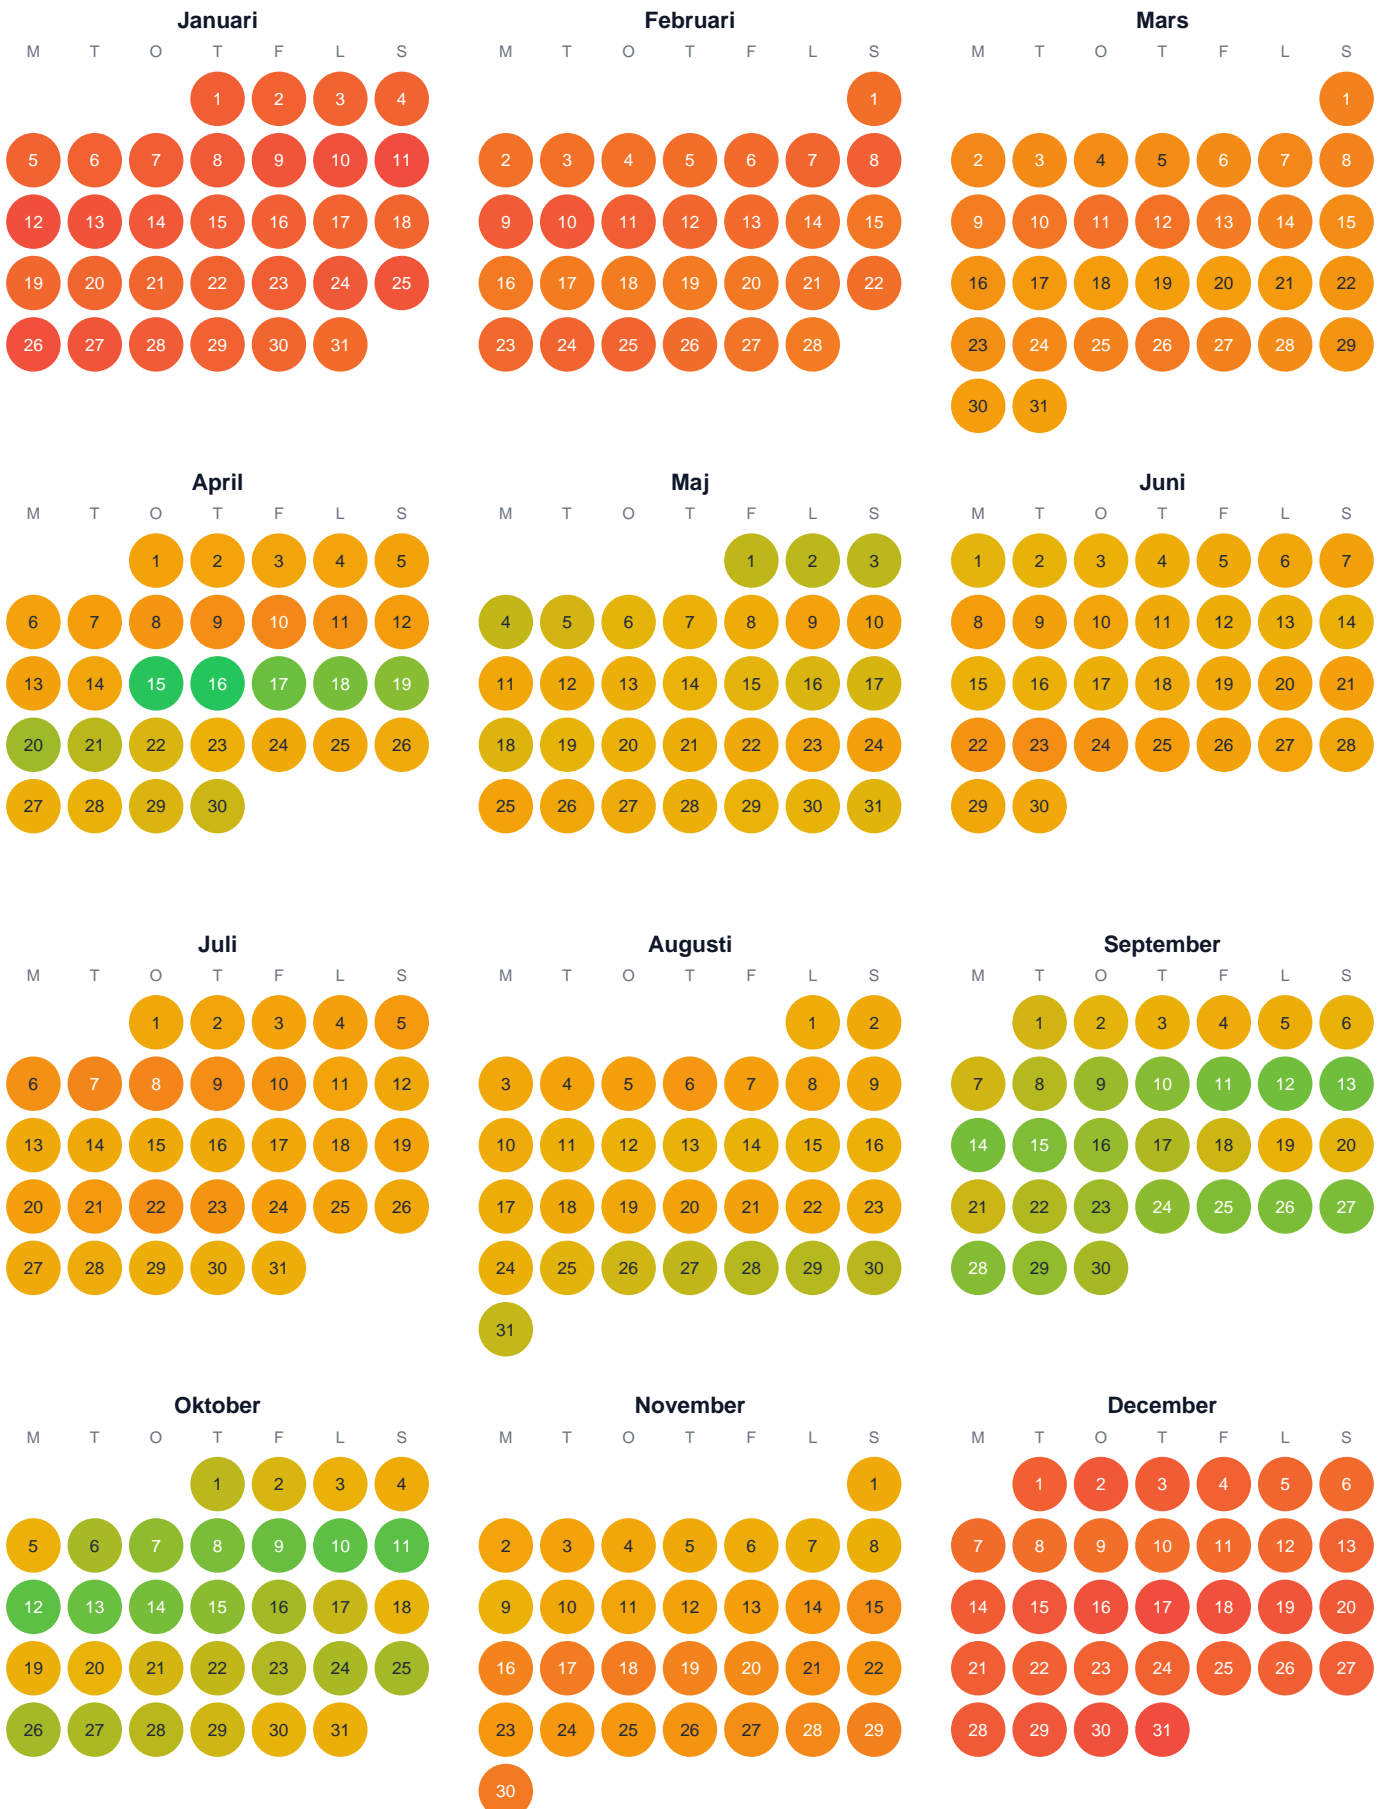 Januari Februari Mars
M T O T F L S M T O T F L S M T O T F L S
1 2 3 4 1 1
5 6 7 8 9 10 11 2 3 4 5 6 7 8 2 3 4 5 6 7 8
12 13 14 15 16 17 18 9 10 11 12 13 14 15 9 10 11 12 13 14 15
19 20 21 22 23 24 25 16 17 18 19 20 21 22 16 17 18 19 20 21 22
26 27 28 29 30 31 23 24 25 26 27 28 23 24 25 26 27 28 29
30 31
April Maj Juni
M T O T F L S M T O T F L S M T O T F L S
1 2 3 4 5 1 2 3 1 2 3 4 5 6 7
6 7 8 9 10 11 12 4 5 6 7 8 9 10 8 9 10 11 12 13 14
13 14 15 16 17 18 19 11 12 13 14 15 16 17 15 16 17 18 19 20 21
20 21 22 23 24 25 26 18 19 20 21 22 23 24 22 23 24 25 26 27 28
27 28 29 30 25 26 27 28 29 30 31 29 30
Juli Augusti September
M T O T F L S M T O T F L S M T O T F L S
1 2 3 4 5 1 2 1 2 3 4 5 6
6 7 8 9 10 11 12 3 4 5 6 7 8 9 7 8 9 10 11 12 13
13 14 15 16 17 18 19 10 11 12 13 14 15 16 14 15 16 17 18 19 20
20 21 22 23 24 25 26 17 18 19 20 21 22 23 21 22 23 24 25 26 27
27 28 29 30 31 24 25 26 27 28 29 30 28 29 30
31
Oktober November December
M T O T F L S M T O T F L S M T O T F L S
1 2 3 4 1 1 2 3 4 5 6
5 6 7 8 9 10 11 2 3 4 5 6 7 8 7 8 9 10 11 12 13
12 13 14 15 16 17 18 9 10 11 12 13 14 15 14 15 16 17 18 19 20
19 20 21 22 23 24 25 16 17 18 19 20 21 22 21 22 23 24 25 26 27
26 27 28 29 30 31 23 24 25 26 27 28 29 28 29 30 31
30